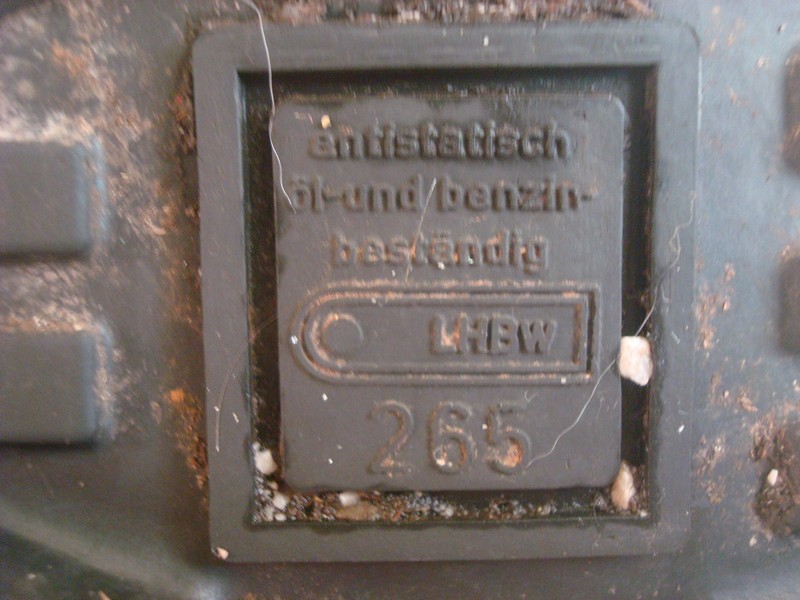 antistatisch
öl-und benzin-
beständig
LHBW
265